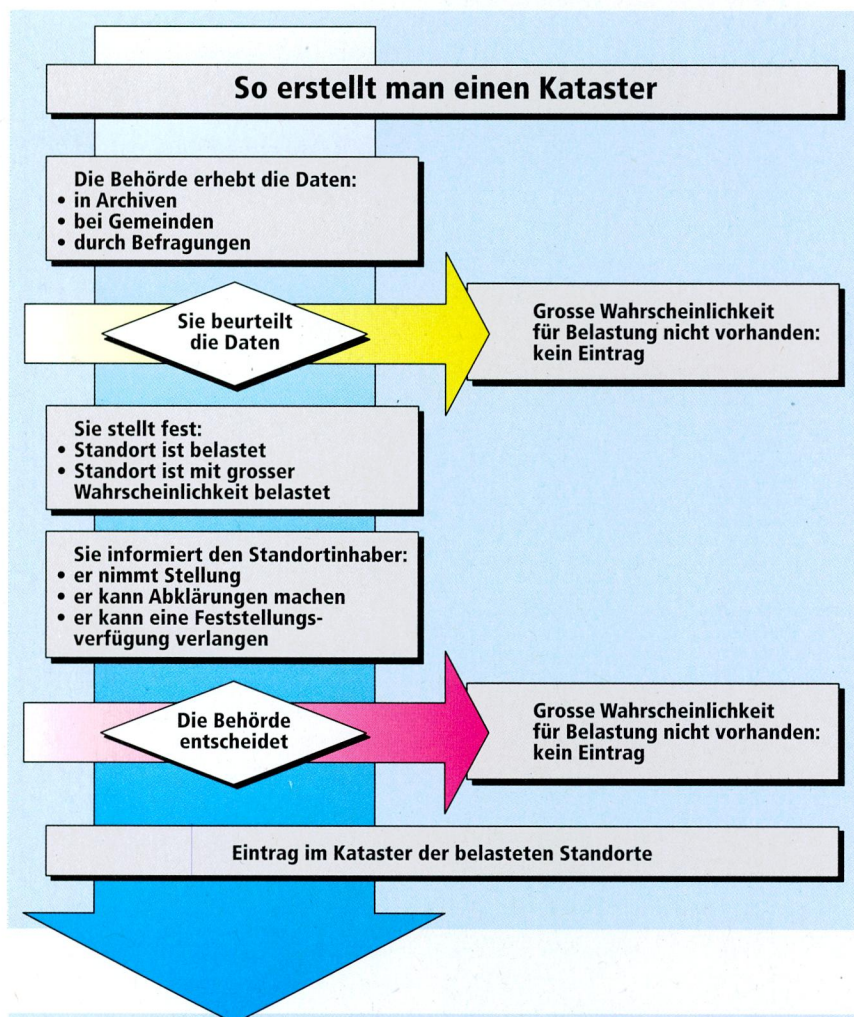 So erstellt man einen Kataster
Die Behörde erhebt die Daten:
• in Archiven
• bei Gemeinden
• durch Befragungen
Sie beurteilt
die Daten
Grosse Wahrscheinlichkeit
für Belastung nicht vorhanden:
kein Eintrag
Sie stellt fest:
• Standort ist belastet
• Standort ist mit grosser
Wahrscheinlichkeit belastet
Sie informiert den Standortinhaber:
• er nimmt Stellung
• er kann Abklärungen machen
• er kann eine Feststellungs-
verfügung verlangen
Die Behörde
entscheidet
Grosse Wahrscheinlichkeit
für Belastung nicht vorhanden:
kein Eintrag
Eintrag im Kataster der belasteten Standorte